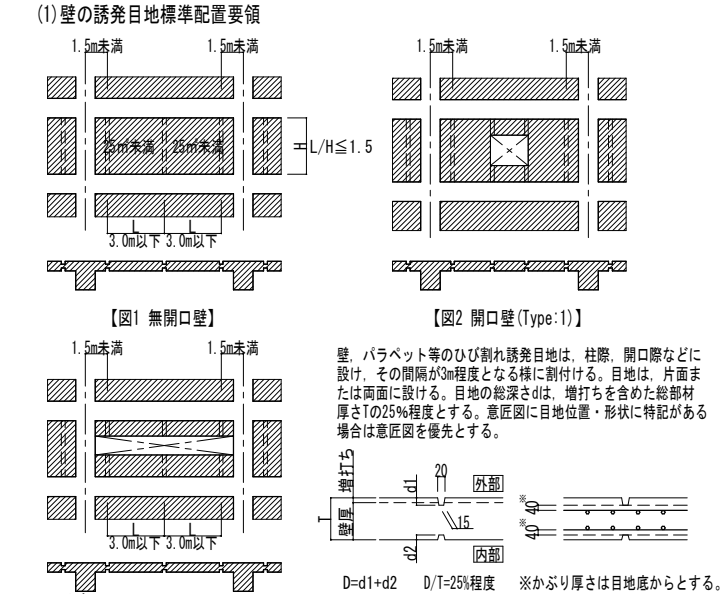 (1)壁の誘発目地標準配置要領
1.5m未満 1.5m未満
25㎡未満 25㎡未満
H L/H≦1.5
L
3.0m以下 3.0m以下
【図1 無開口壁】
1.5m未満 1.5m未満
【図2 開口壁(Type:1)】
1.5m未満 1.5m未満
L
3.0m以下 3.0m以下
壁，パラペット等のひび割れ誘発目地は，柱際，開口際などに
設け，その間隔が3m程度となる様に割付ける。目地は，片面ま
たは両面に設ける。目地の総深さdは，増打ちを含めた総部材
厚さTの25%程度とする。意匠図に目地位置・形状に特記がある
場合は意匠図を優先とする。
増打ち
T 壁厚
d1 20 外部
15
d2 内部
※ 40
※ 40
D=d1+d2 D/T=25%程度 ※かぶり厚さは目地底からとする。